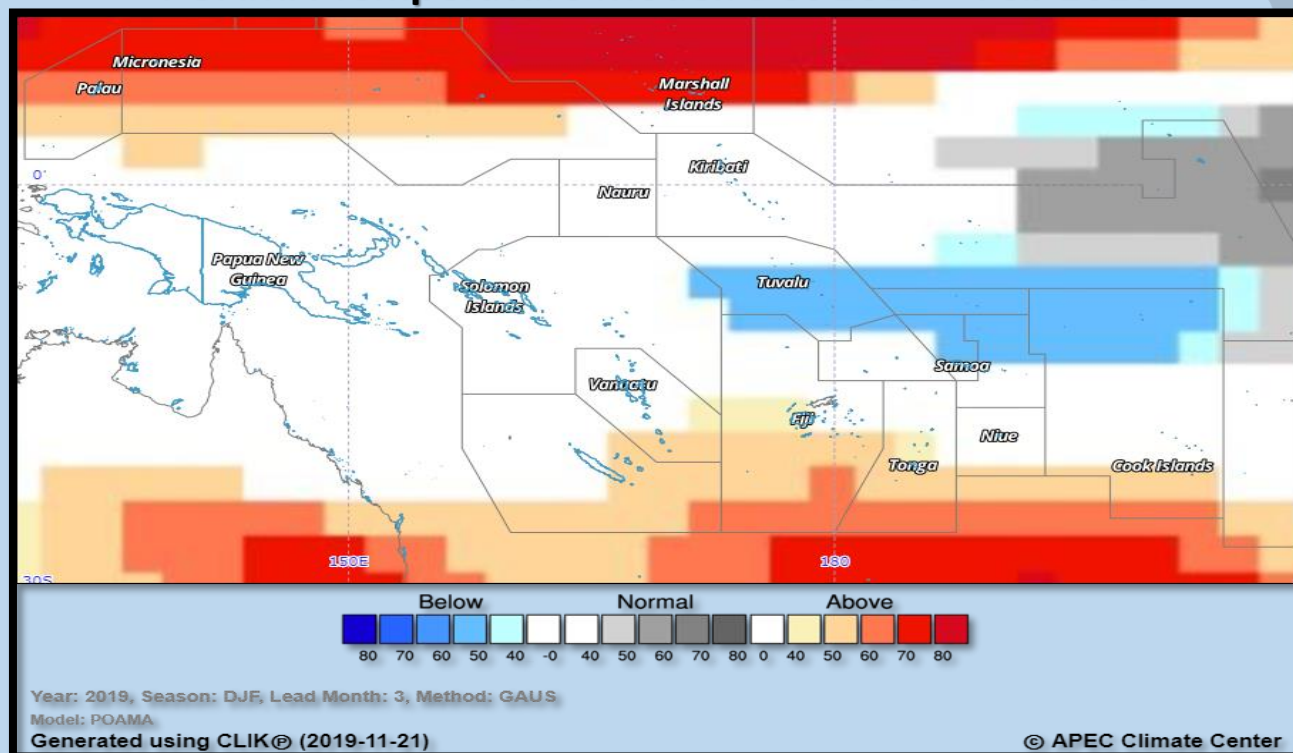 Micronesia
Palau
Marshall
Islands
Kiribati
0
Nauru
Papua New
Guinea
Solomon
Islands
Tuvalu
Samoa
Vanuatu
Fiji
Niue
Tonga
Cook Islands
150E
180
30S
Below Normal Above
80 70 60 50 40 -0 40 50 60 70 80 0 40 50 60 70 80
Year: 2019, Season: DJF, Lead Month: 3, Method: GAUS
Model: POAMA
Generated using CLIK℗ (2019-11-21)
© APEC Climate Center